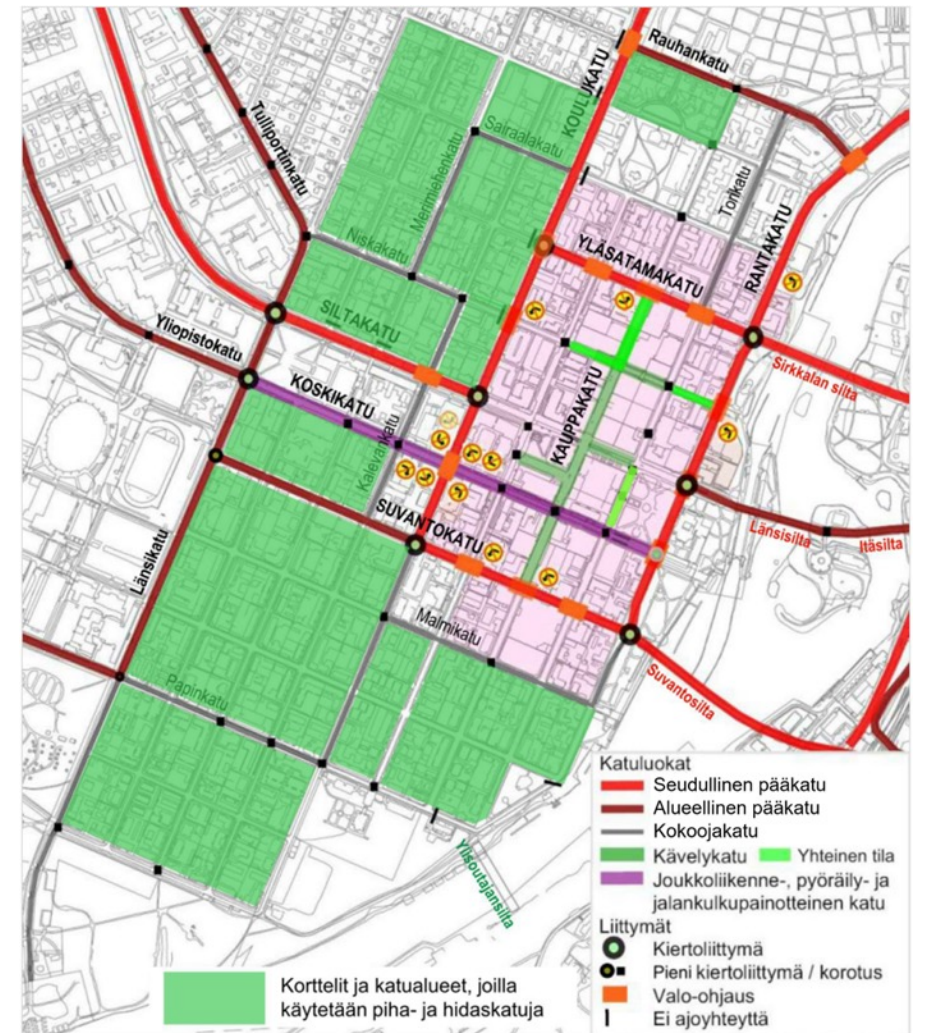 Rauhankatu
KOULUKATU
Tulliportinkatu
Sairaalakatu
Merimiehenkatu
Torikatu
Niskakatu
YLÄSATAMAKATU
RANTAKATU
SILTAKATU
Yliopistokatu
Sirkkalan silta
KOSKIKATU
KAUPPAKATU
Kalevankatu
SUVANTOKATU
Länsisilta
Itäsilta
Länsikatu
Malmikatu
Suvantosilta
Papinkatu
Ylisoutajansilta
Katuluokat
Seudullinen pääkatu
Alueellinen pääkatu
Kokoojakatu
Kävelykatu Yhteinen tila
Joukkoliikenne-, pyöräily- ja
jalankulkupainotteinen katu
Liittymät
Kiertoliittymä
Pieni kiertoliittymä / korotus
Valo-ohjaus
Ei ajoyhteyttä
Korttelit ja katualueet, joilla
käytetään piha- ja hidaskatuja